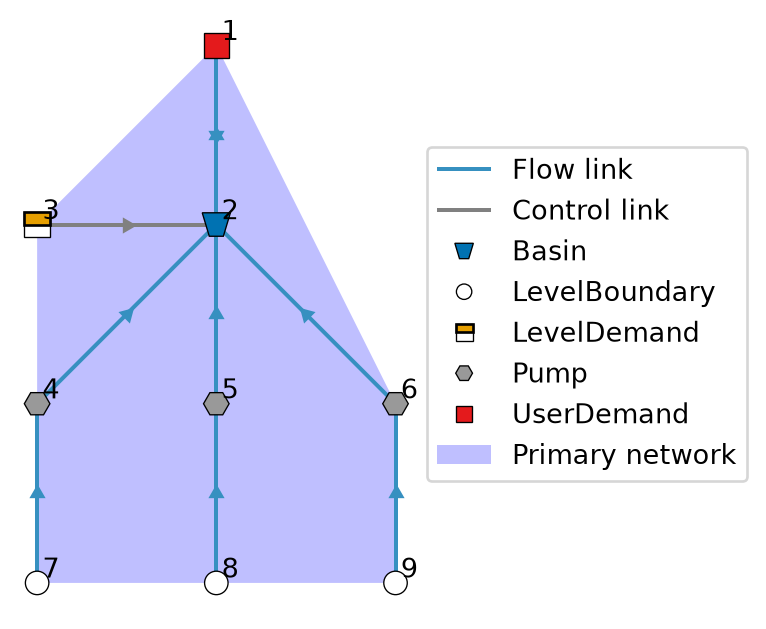 1
3
2
4
5
6
7
8
9
Flow link
Control link
Basin
LevelBoundary
LevelDemand
Pump
UserDemand
Primary network